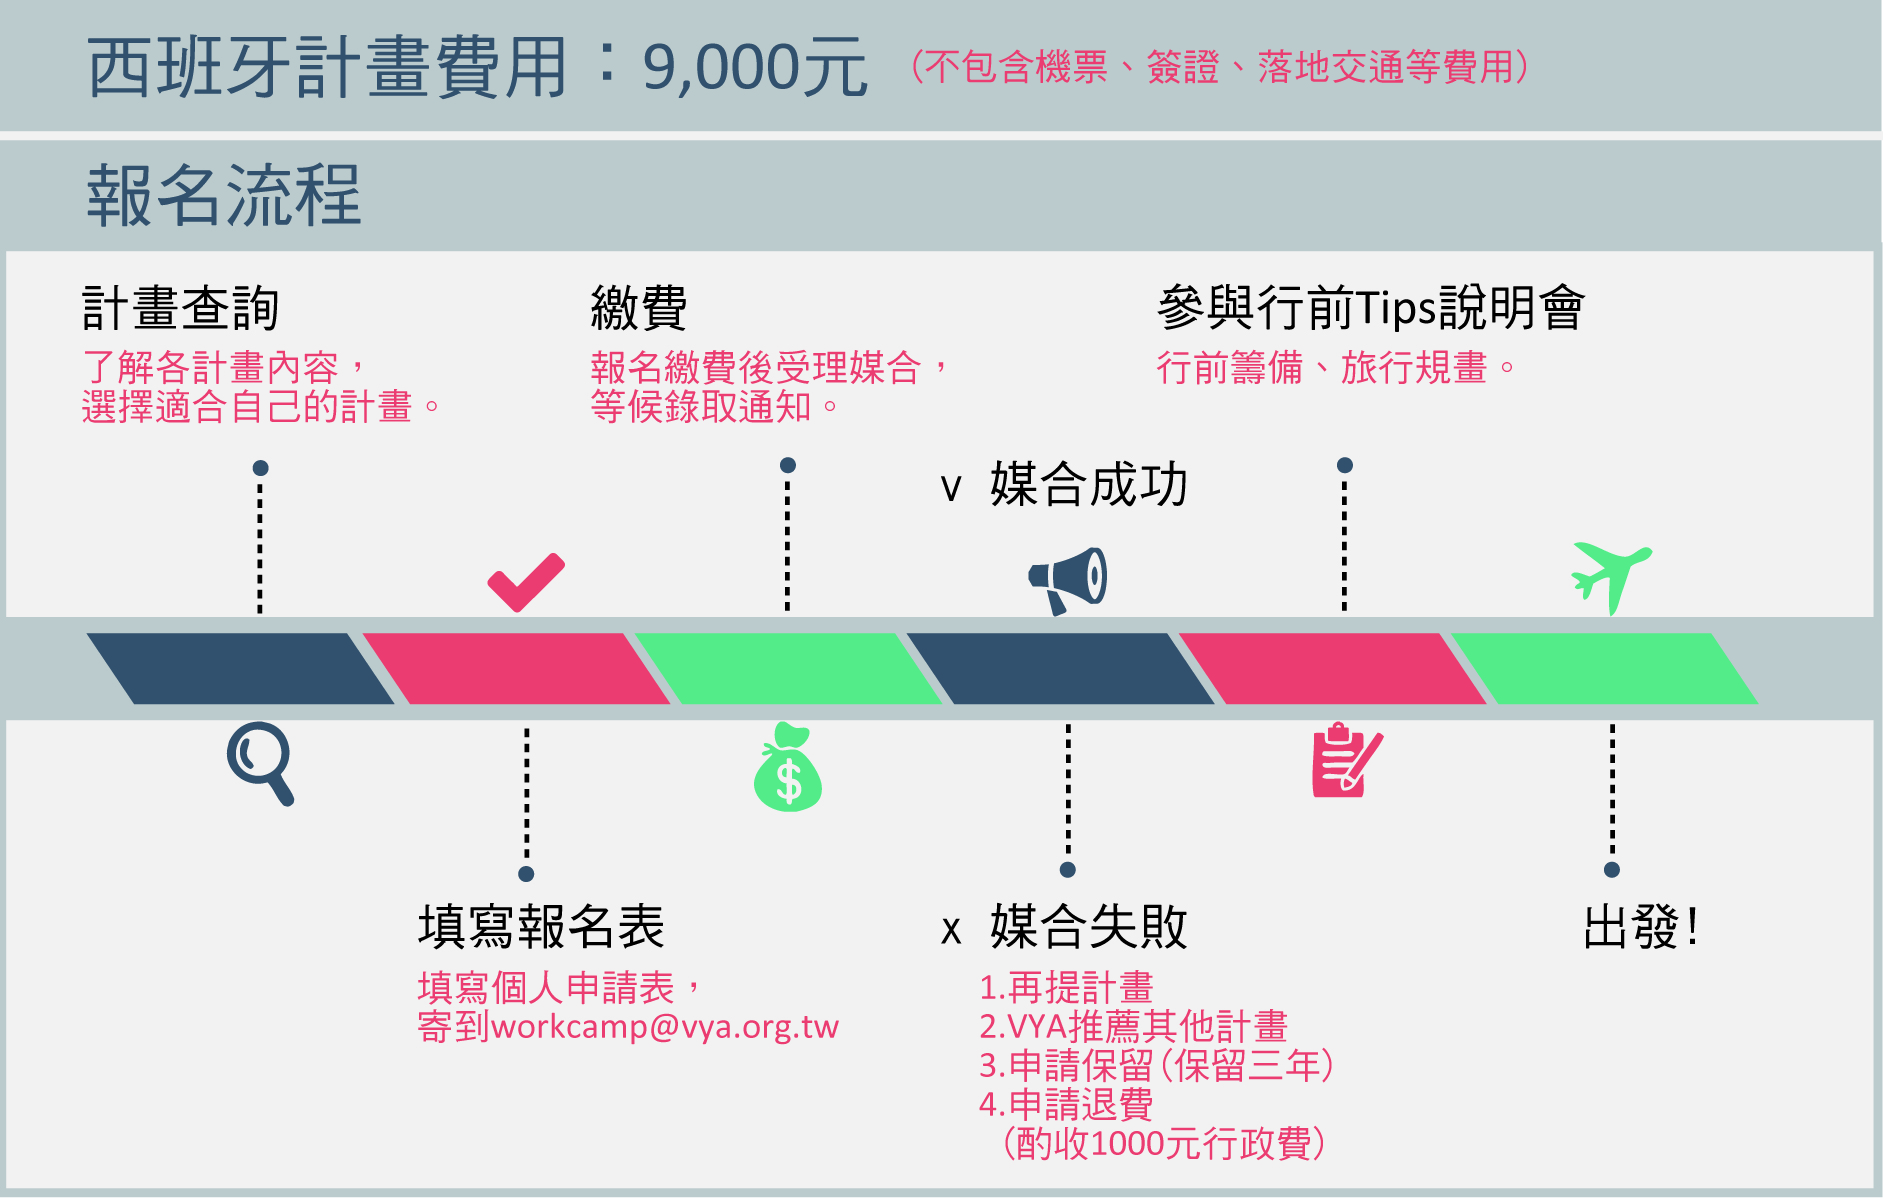 西班牙計畫費用：9,000元（不包含機票、簽證、落地交通等費用）
報名流程
計畫查詢
了解各計畫內容，
選擇適合自己的計畫。
繳費
報名繳費後受理媒合，
等候錄取通知。
參與行前Tips說明會
行前籌備、旅行規畫。
v 媒合成功
填寫報名表
填寫個人申請表，
寄到workcamp@vya.org.tw
x 媒合失敗
1.再提計畫
2.VYA推薦其他計畫
3.申請保留（保留三年）
4.申請退費
（酌收1000元行政費）
出發！
$